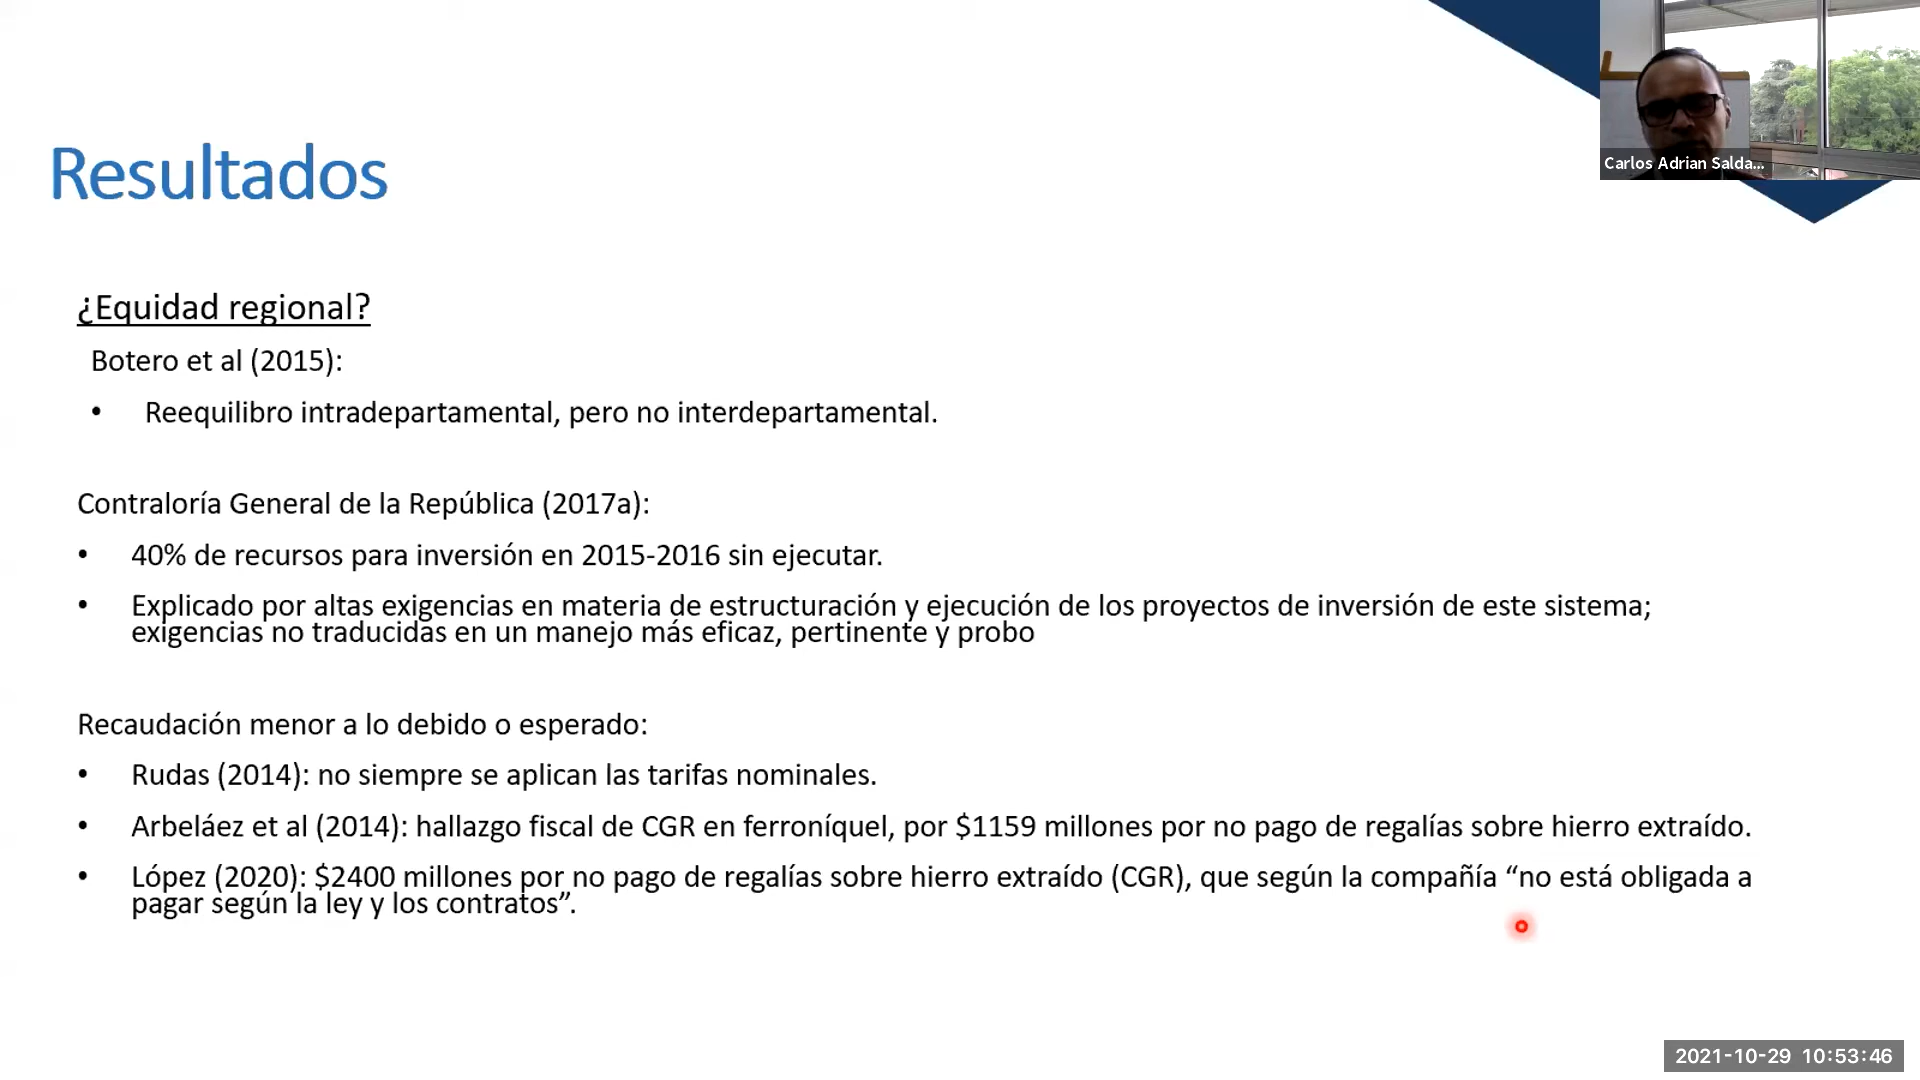 Carlos Adrian Salda...
Resultados
¿Equidad regional?
Botero et al (2015):
• Reequilibro intradepartamental, pero no interdepartamental.
Contraloría General de la República (2017a):
• 40% de recursos para inversión en 2015-2016 sin ejecutar.
• Explicado por altas exigencias en materia de estructuración y ejecución de los proyectos de inversión de este sistema;
exigencias no traducidas en un manejo más eficaz, pertinente y probo
Recaudación menor a lo debido o esperado:
• Rudas (2014): no siempre se aplican las tarifas nominales.
• Arbeláez et al (2014): hallazgo fiscal de CGR en ferroníquel, por $1159 millones por no pago de regalías sobre hierro extraído.
• López (2020): $2400 millones por no pago de regalías sobre hierro extraído (CGR), que según la compañía “no está obligada a
pagar según la ley y los contratos”.
2021-10-29 10:53:46